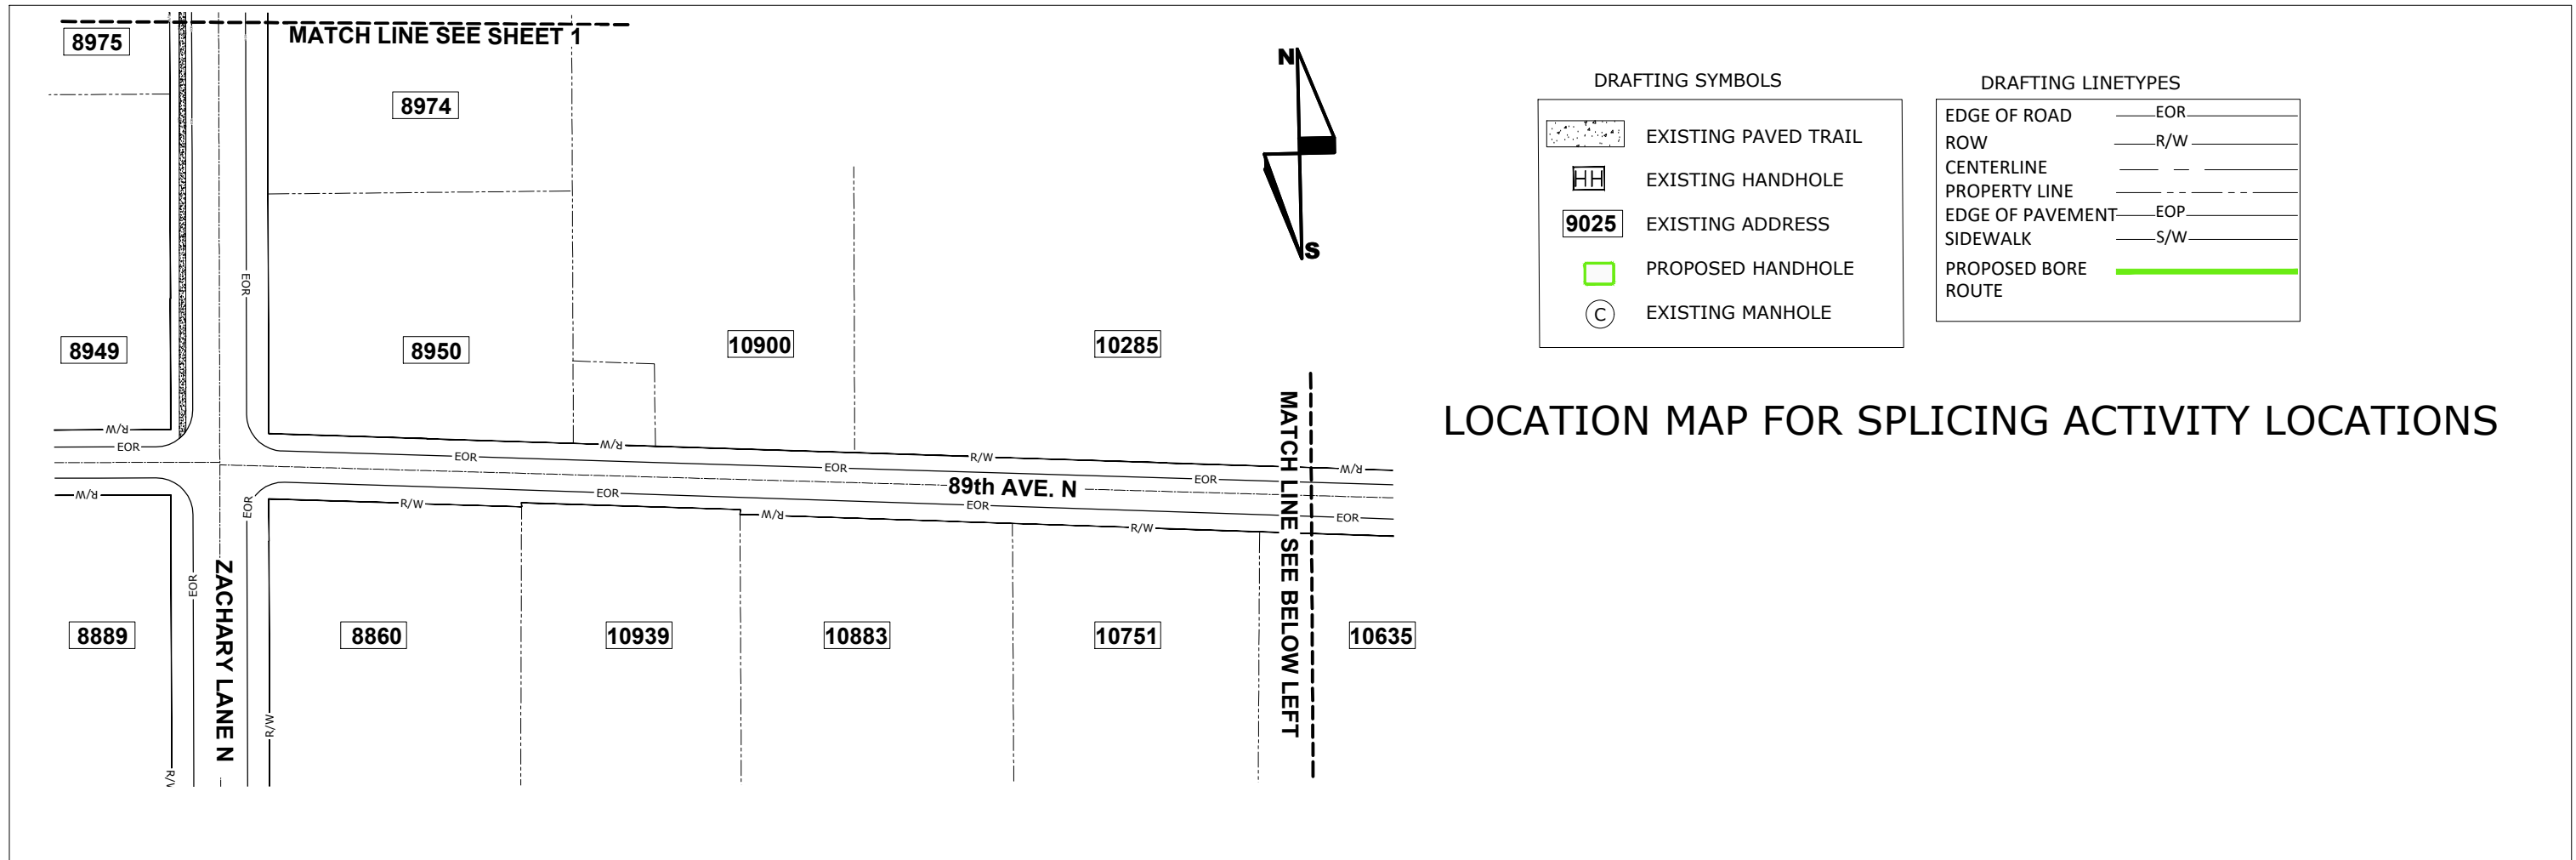 MATCH LINE SEE SHEET 1
8975
8974
N
S
8949
8950
10900
10285
EOR
R/W
EOR
R/W
EOR
R/W
EOR
R/W
EOR
R/W
EOR
89th AVE. N
R/W
EOR
R/W
EOR
R/W
EOR
R/W
EOR
EOR
MATCH LINE SEE BELOW LEFT
ZACHARY LANE N
EOR
R/W
R/W
8889
8860
10939
10883
10751
10635
DRAFTING SYMBOLS
EXISTING PAVED TRAIL
HH EXISTING HANDHOLE
9025 EXISTING ADDRESS
PROPOSED HANDHOLE
C EXISTING MANHOLE
DRAFTING LINETYPES
EDGE OF ROAD EOR
ROW R/W
CENTERLINE
PROPERTY LINE
EDGE OF PAVEMENT EOP
SIDEWALK S/W
PROPOSED BORE
ROUTE
LOCATION MAP FOR SPLICING ACTIVITY LOCATIONS